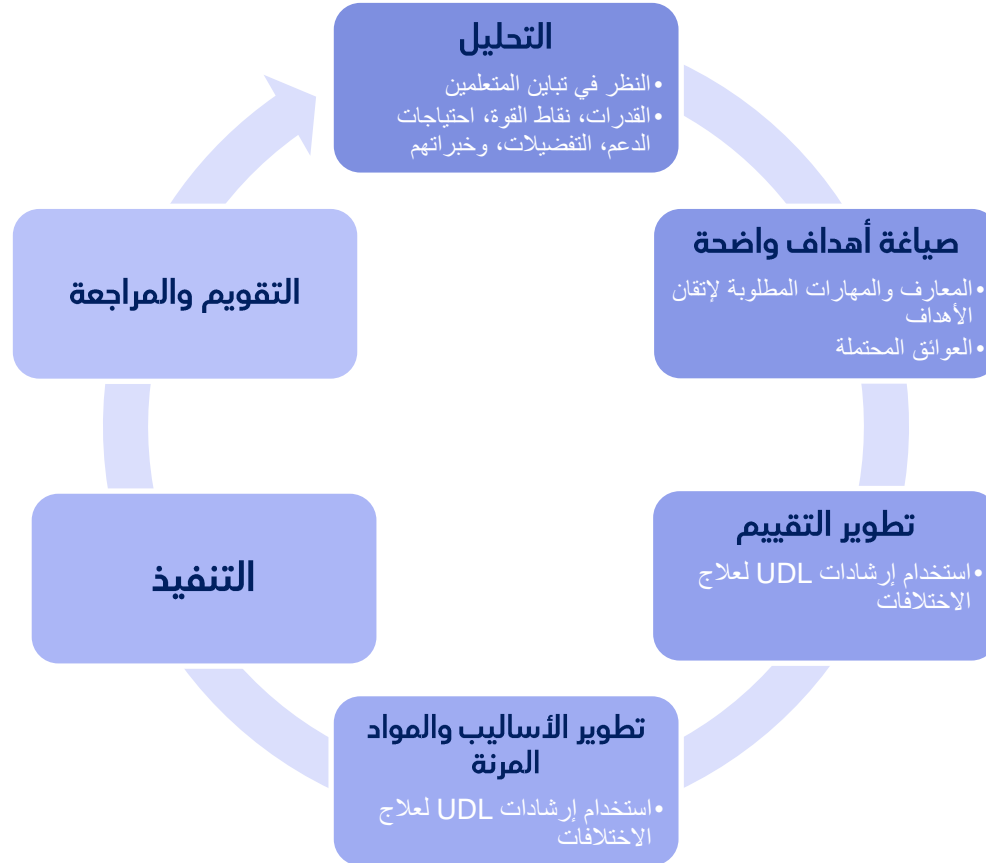 التحليل
•النظر في تباين المتعلمين
•القدرات، نقاط القوة، احتياجات
الدعم، التفضيلات، وخبراتهم
صياغة أهداف واضحة
•المعارف والمهارات المطلوبة لإتقان
الأهداف
•العوائق المحتملة
تطوير التقييم
•استخدام إرشادات UDL لعلاج
الاختلافات
تطوير الأساليب والمواد
المرنة
•استخدام إرشادات UDL لعلاج
الاختلافات
التنفيذ
التقويم والمراجعة